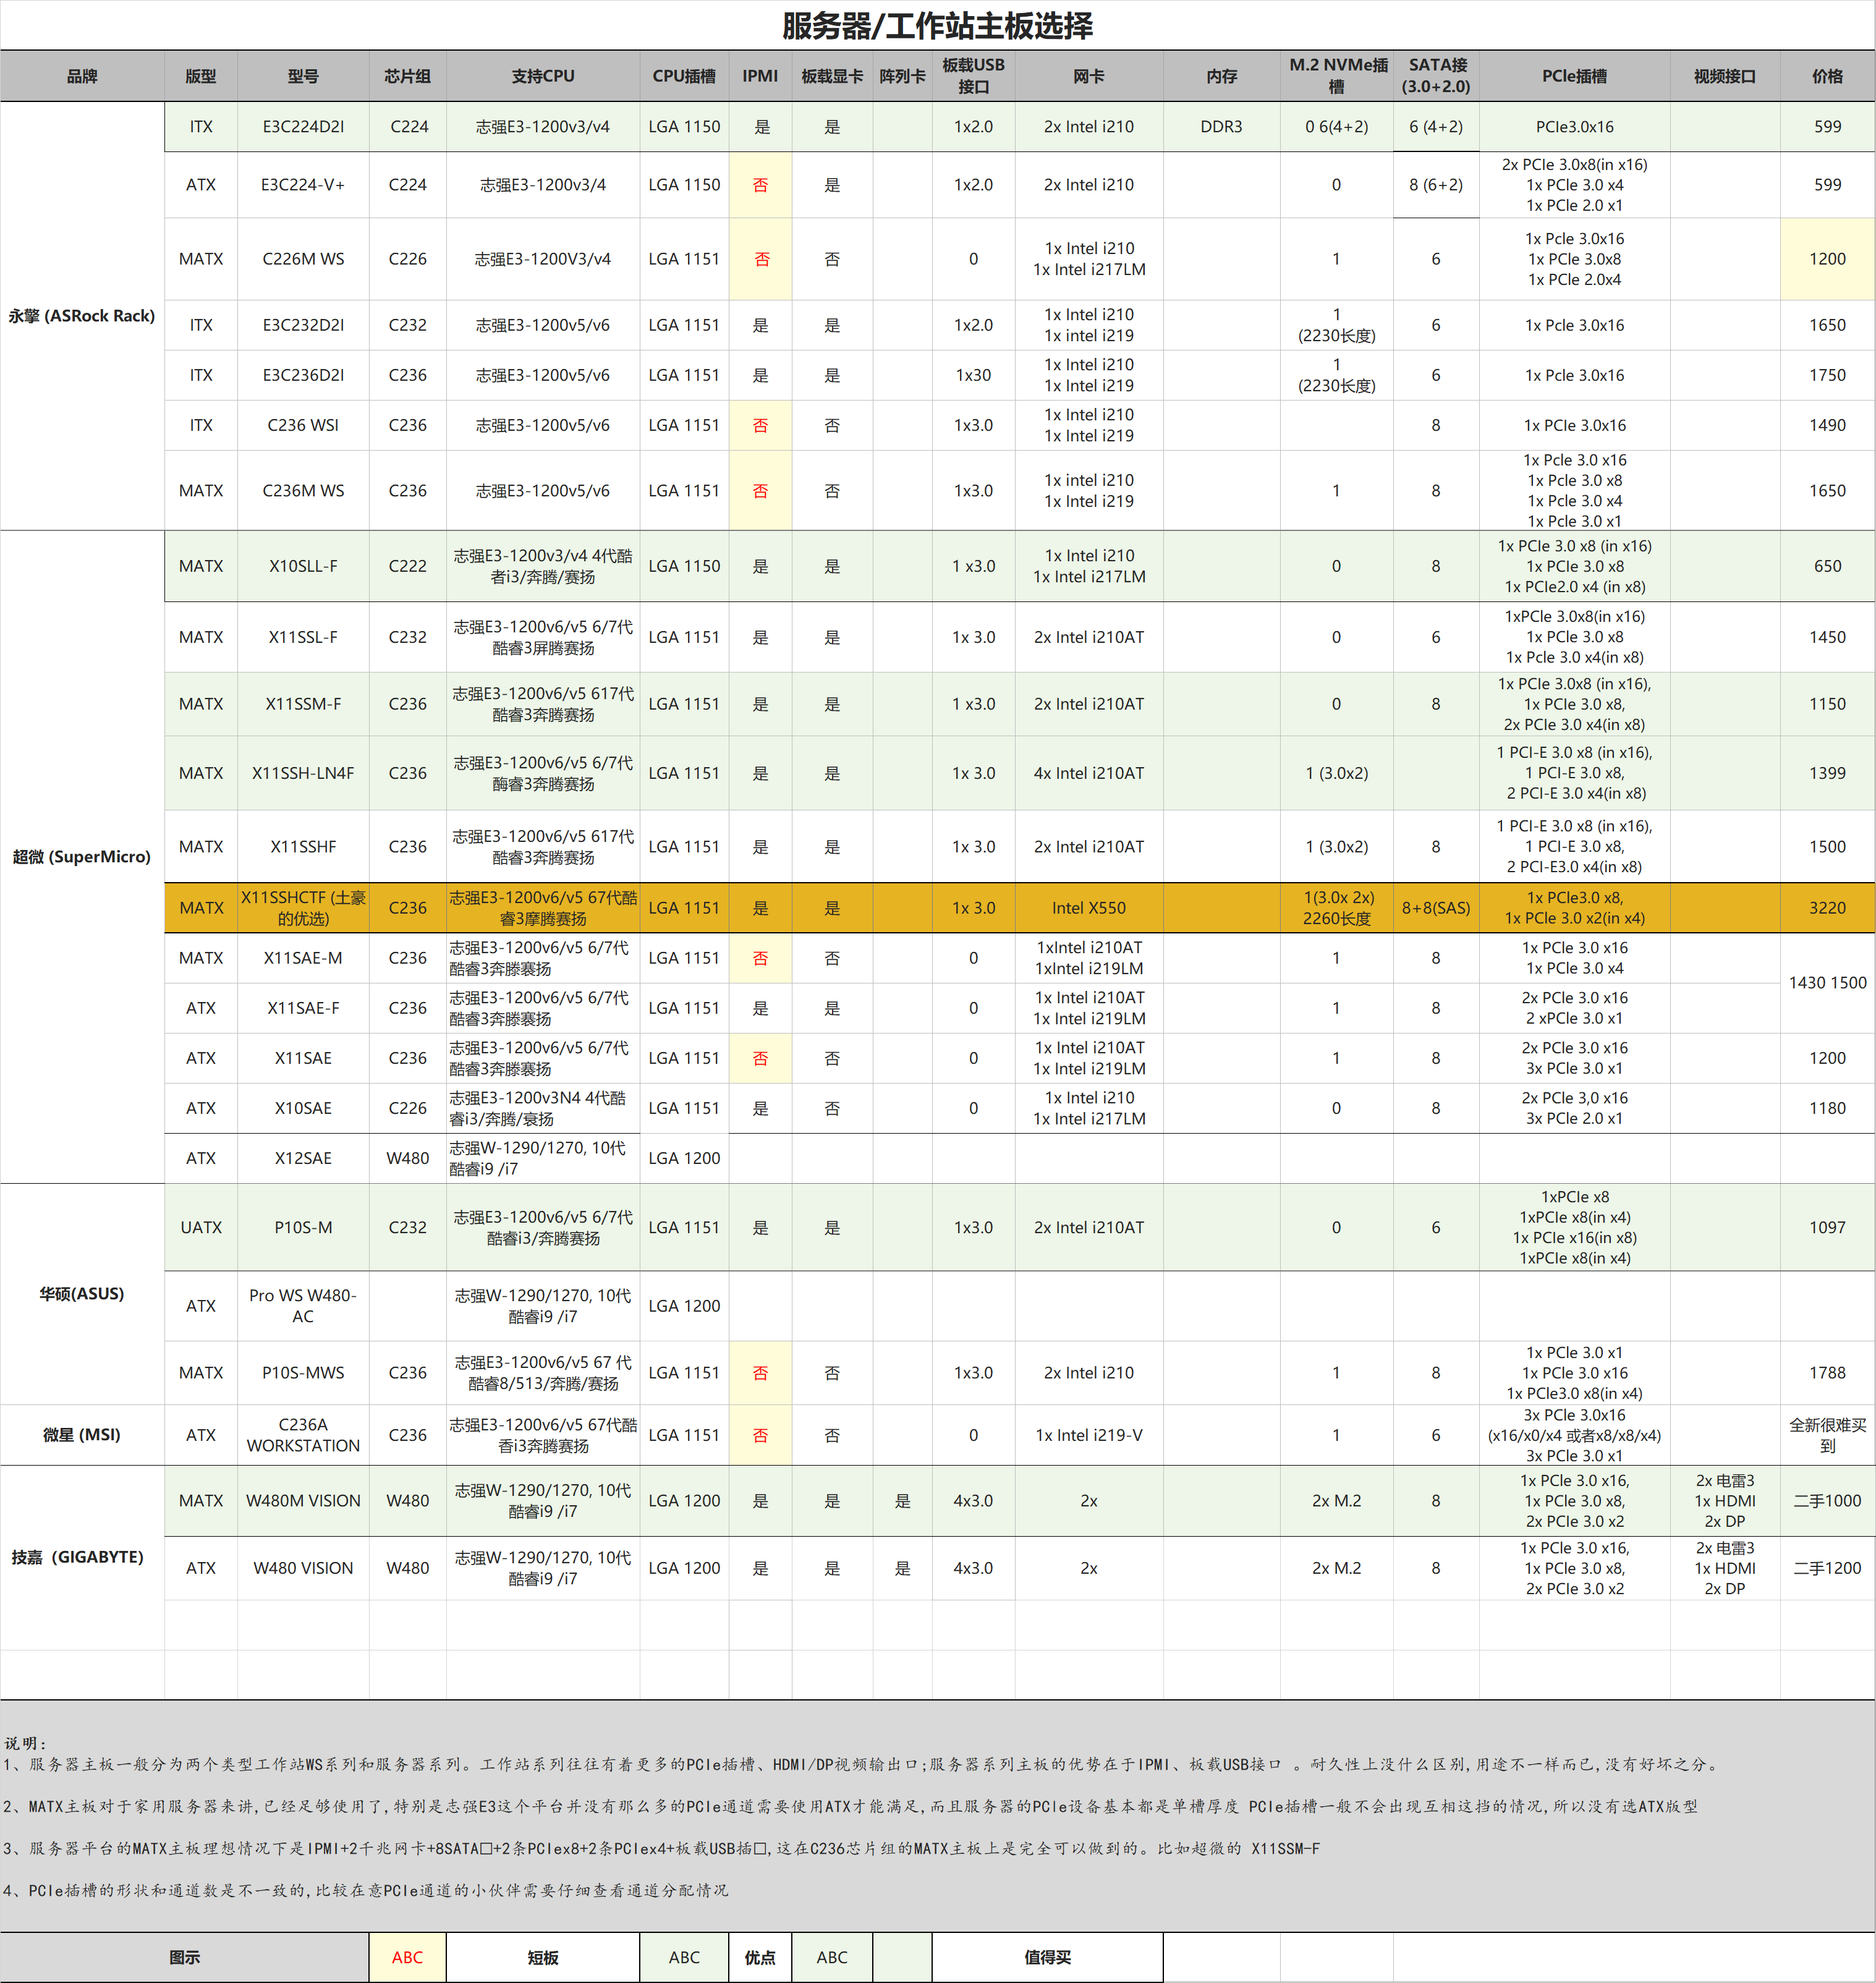 服务器/工作站主板选择
品牌 版型 型号 芯片组 支持CPU CPU插槽 IPMI 板载显卡 阵列卡 板载USB接口 网卡 内存 M.2 NVMe插槽 SATA接(3.0+2.0) PCle插槽 视频接口 价格
永擎 (ASRock Rack)
ITX E3C224D2I C224 志强E3-1200v3/v4 LGA 1150 是 是 1x2.0 2x Intel i210 DDR3 0 6(4+2) 6 (4+2) PCIe3.0x16 599
ATX E3C224-V+ C224 志强E3-1200v3/4 LGA 1150 否 是 1x2.0 2x Intel i210 0 8 (6+2) 2x PCle 3.0x8(in x16) 1x PCle 3.0 x4 1x PCle 2.0 x1 599
MATX C226M WS C226 志强E3-1200V3/v4 LGA 1151 否 否 0 1x Intel i210 1x Intel i217LM 1 6 1x Pcle 3.0x16 1x PCle 3.0x8 1x PCle 2.0x4 1200
ITX E3C232D2I C232 志强E3-1200v5/v6 LGA 1151 是 是 1x2.0 1x Intel i210 1x intel i219 1 (2230长度) 6 1x Pcle 3.0x16 1650
ITX E3C236D2I C236 志强E3-1200v5/v6 LGA 1151 是 是 1x30 1x Intel i210 1x Intel i219 1 (2230长度) 6 1x Pcle 3.0x16 1750
ITX C236 WSI C236 志强E3-1200v5/v6 LGA 1151 否 否 1x3.0 1x Intel i210 1x Intel i219 8 1x PCIe 3.0x16 1490
MATX C236M WS C236 志强E3-1200v5/v6 LGA 1151 否 否 1x3.0 1x intel i210 1x Intel i219 1 8 1x Pcle 3.0 x16 1x Pcle 3.0 x8 1x Pcle 3.0 x4 1x Pcle 3.0 x1 1650
超微 (SuperMicro)
MATX X10SLL-F C222 志强E3-1200v3/v4 4代酷者i3/奔腾/赛扬 LGA 1150 是 是 1 x3.0 1x Intel i210 1x Intel i217LM 0 8 1x PCIe 3.0 x8 (in x16) 1x PCIe 3.0 x8 1x PCIe2.0 x4 (in x8) 650
MATX X11SSL-F C232 志强E3-1200v6/v5 6/7代酷睿3屏腾赛扬 LGA 1151 是 是 1x 3.0 2x Intel i210AT 0 6 1xPCle 3.0x8(in x16) 1x PCle 3.0 x8 1x Pcle 3.0 x4(in x8) 1450
MATX X11SSM-F C236 志强E3-1200v6/v5 617代酷睿3奔腾赛扬 LGA 1151 是 是 1 x3.0 2x Intel i210AT 0 8 1x PCle 3.0x8 (in x16), 1x PCle 3.0 x8, 2x PCIe 3.0 x4(in x8) 1150
MATX X11SSH-LN4F C236 志强E3-1200v6/v5 6/7代酶睿3奔腾赛扬 LGA 1151 是 是 1x 3.0 4x Intel i210AT 1 (3.0x2) 1 PCI-E 3.0 x8 (in x16), 1 PCI-E 3.0 x8, 2 PCI-E 3.0 x4(in x8) 1399
MATX X11SSHF C236 志强E3-1200v6/v5 617代酷睿3奔腾赛扬 LGA 1151 是 是 1x 3.0 2x Intel i210AT 1 (3.0x2) 8 1 PCI-E 3.0 x8 (in x16), 1 PCI-E 3.0 x8, 2 PCI-E3.0 x4(in x8) 1500
MATX X11SSHCTF (土豪的优选) C236 志强E3-1200v6/v5 67代酷睿3摩腾赛扬 LGA 1151 是 是 1x 3.0 Intel X550 1(3.0x 2x) 2260长度 8+8(SAS) 1x PCIe3.0 x8, 1x PCle 3.0 x2(in x4) 3220
MATX X11SAE-M C236 志强E3-1200v6/v5 6/7代酷睿3奔滕褰扬 LGA 1151 否 否 0 1xIntel i210AT 1xIntel i219LM 1 8 1x PCle 3.0 x16 1x PCle 3.0 x4 1430 1500
ATX X11SAE-F C236 志强E3-1200v6/v5 6/7代酷睿3奔滕褰扬 LGA 1151 是 是 0 1x Intel i210AT 1x Intel i219LM 1 8 2x PCle 3.0 x16 2 xPCle 3.0 x1
ATX X11SAE C236 志强E3-1200v6/v5 6/7代酷睿3奔滕褰扬 LGA 1151 否 否 0 1x Intel i210AT 1x Intel i219LM 1 8 2x PCle 3.0 x16 3x PCle 3.0 x1 1200
ATX X10SAE C226 志强E3-1200v3N4 4代酷睿i3/奔腾/衰扬 LGA 1151 是 否 0 1x Intel i210 1x Intel i217LM 0 8 2x PCle 3,0 x16 3x PCle 2.0 x1 1180
ATX X12SAE W480 志强W-1290/1270, 10代酷睿i9 /i7 LGA 1200
华硕(ASUS)
UATX P10S-M C232 志强E3-1200v6/v5 6/7代酷睿i3/奔腾赛扬 LGA 1151 是 是 1x3.0 2x Intel i210AT 0 6 1xPCle x8 1xPCle x8(in x4) 1x PCle x16(in x8) 1xPCle x8(in x4) 1097
ATX Pro WS W480-AC 志强W-1290/1270, 10代酷睿i9 /i7 LGA 1200
MATX P10S-MWS C236 志强E3-1200v6/v5 67 代酷睿8/513/奔腾/赛扬 LGA 1151 否 否 1x3.0 2x Intel i210 1 8 1x PCle 3.0 x1 1x PCle 3.0 x16 1x PCle3.0 x8(in x4) 1788
微星 (MSI) ATX C236A WORKSTATION C236 志强E3-1200v6/v5 67代酷香i3奔腾赛扬 LGA 1151 否 否 0 1x Intel i219-V 1 6 3x PCle 3.0x16 (x16/x0/x4 或者x8/x8/x4) 3x PCle 3.0 x1 全新很难买到
技嘉（GIGABYTE)
MATX W480M VISION W480 志强W-1290/1270, 10代酷睿i9 /i7 LGA 1200 是 是 是 4x3.0 2x 2x M.2 8 1x PCle 3.0 x16, 1x PCle 3.0 x8, 2x PCle 3.0 x2 2x 电雷3 1x HDMI 2x DP 二手1000
ATX W480 VISION W480 志强W-1290/1270, 10代酷睿i9 /i7 LGA 1200 是 是 是 4x3.0 2x 2x M.2 8 1x PCle 3.0 x16, 1x PCle 3.0 x8, 2x PCle 3.0 x2 2x 电雷3 1x HDMI 2x DP 二手1200
说明:
1、服务器主板一般分为两个类型工作站WS系列和服务器系列。工作站系列往往有着更多的PCIe插槽、HDMI/DP视频输出口;服务器系列主板的优势在于IPMI、板载USB接口 。耐久性上没什么区别,用途不一样而已,没有好坏之分。
2、MATX主板对于家用服务器来讲,已经足够使用了,特别是志强E3这个平台并没有那么多的PCIe通道需要使用ATX才能满足,而且服务器的PCIe设备基本都是单槽厚度 PCIe插槽一般不会出现互相这挡的情况,所以没有选ATX版型
3、服务器平台的MATX主板理想情况下是IPMI+2千兆网卡+8SATA口+2条PCIex8+2条PCIex4+板载USB插口,这在C236芯片组的MATX主板上是完全可以做到的。比如超微的 X11SSM-F
4、PCIe插槽的形状和通道数是不一致的,比较在意PCIe通道的小伙伴需要仔细查看通道分配情况
图示 ABC 短板 ABC 优点 ABC 值得买